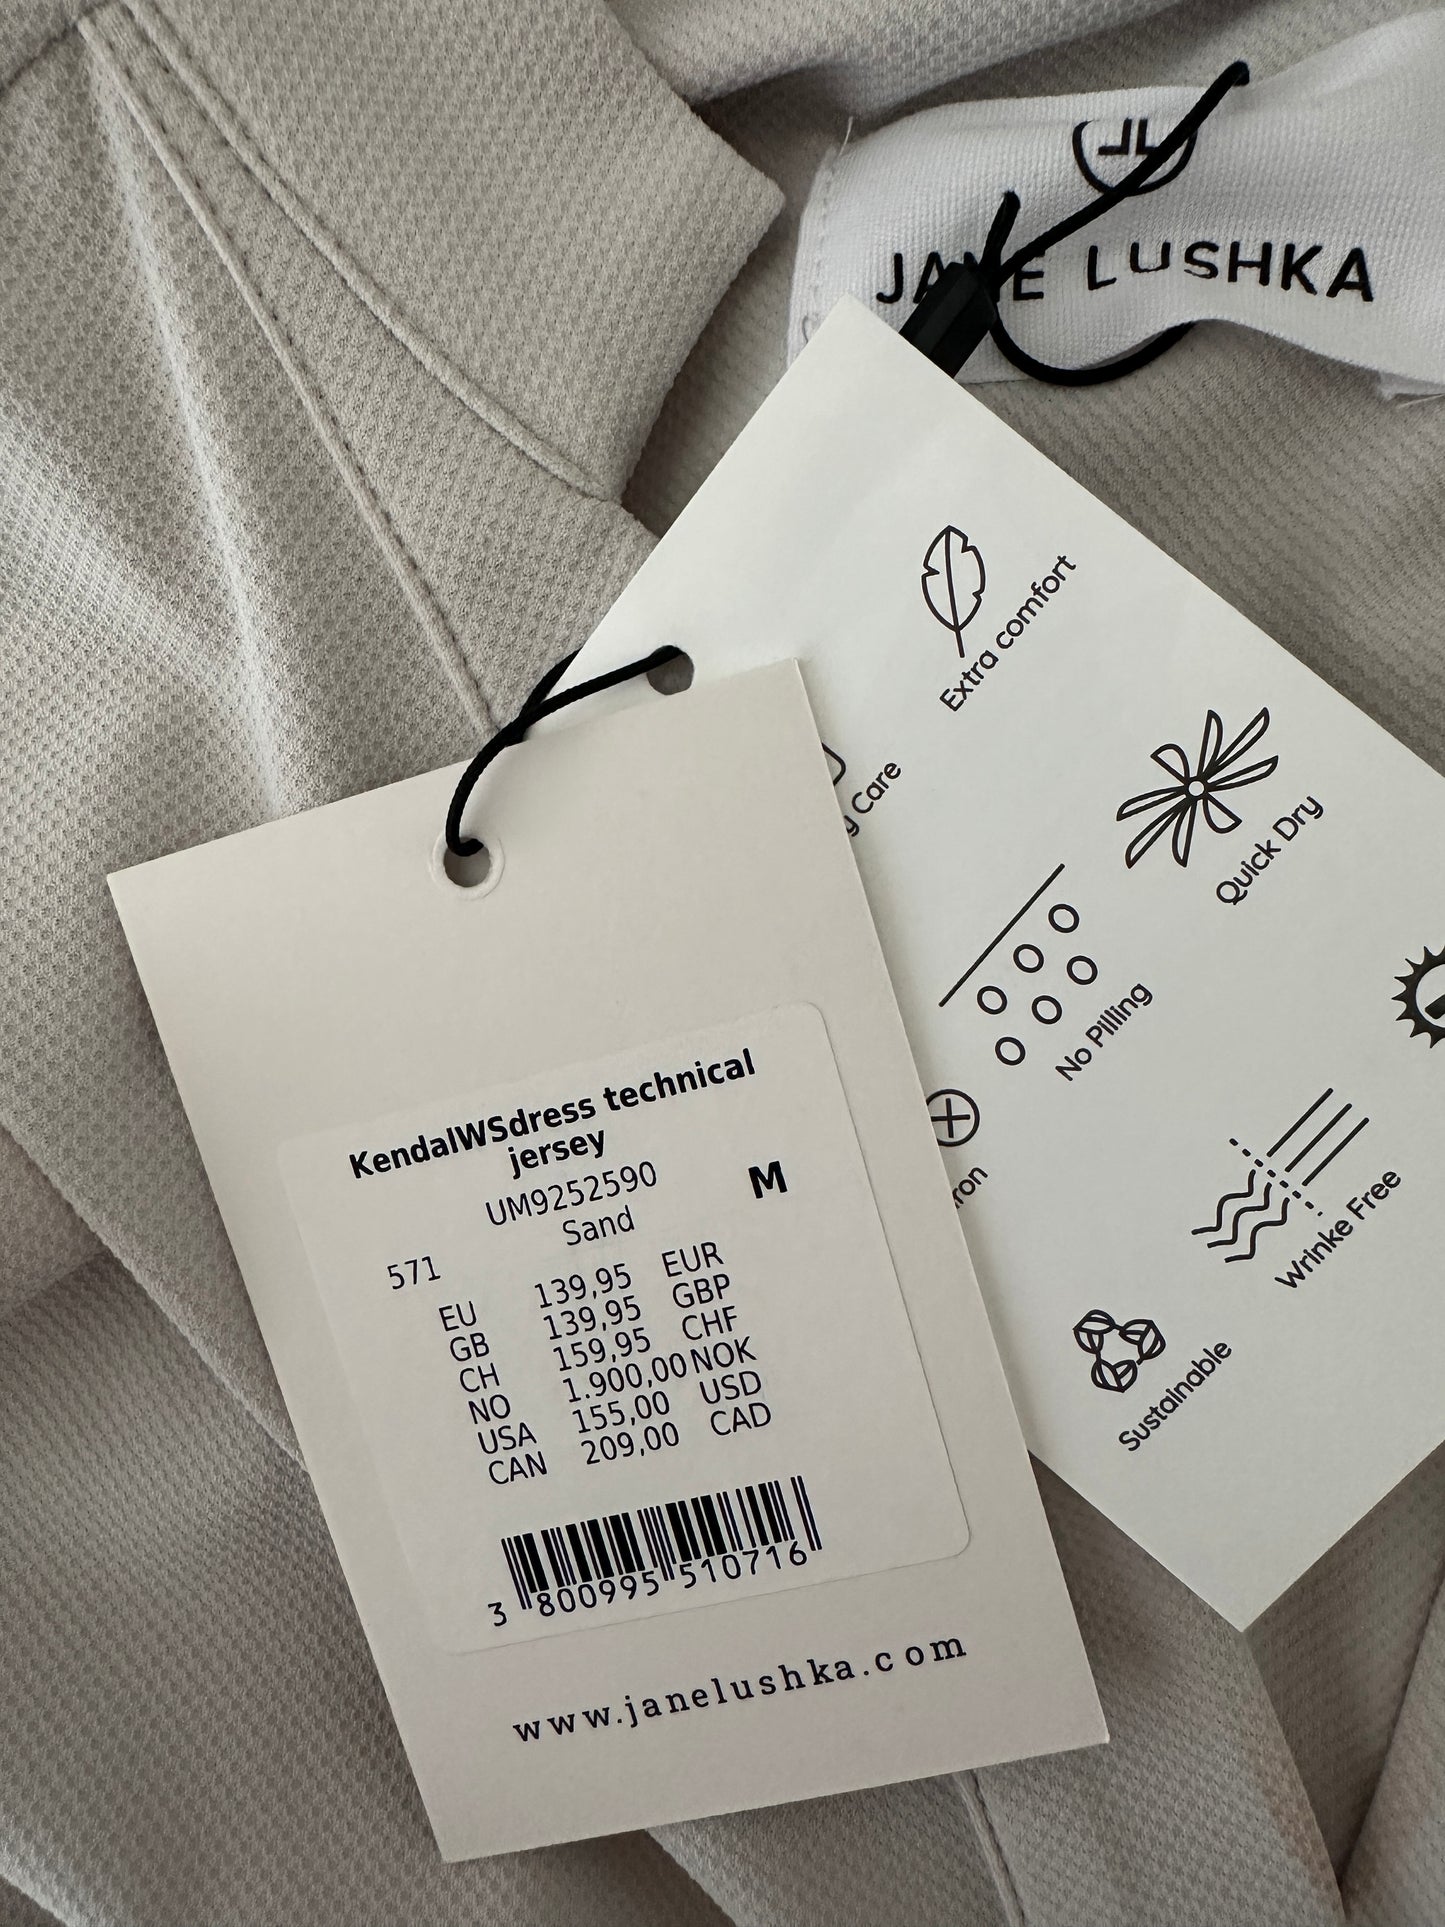 JL
JANE LUSHKA
Extra comfort
y Care
Quick Dry
No Pilling
ron
Wrinke Free
Sustainable
KendalWSdress technical
jersey
UM9252590 M
Sand
571
EU 139,95 EUR
GB 139,95 GBP
CH 159,95 CHF
NO 1.900,00 NOK
USA 155,00 USD
CAN 209,00 CAD
3 800995 510716
www.janelushka.com